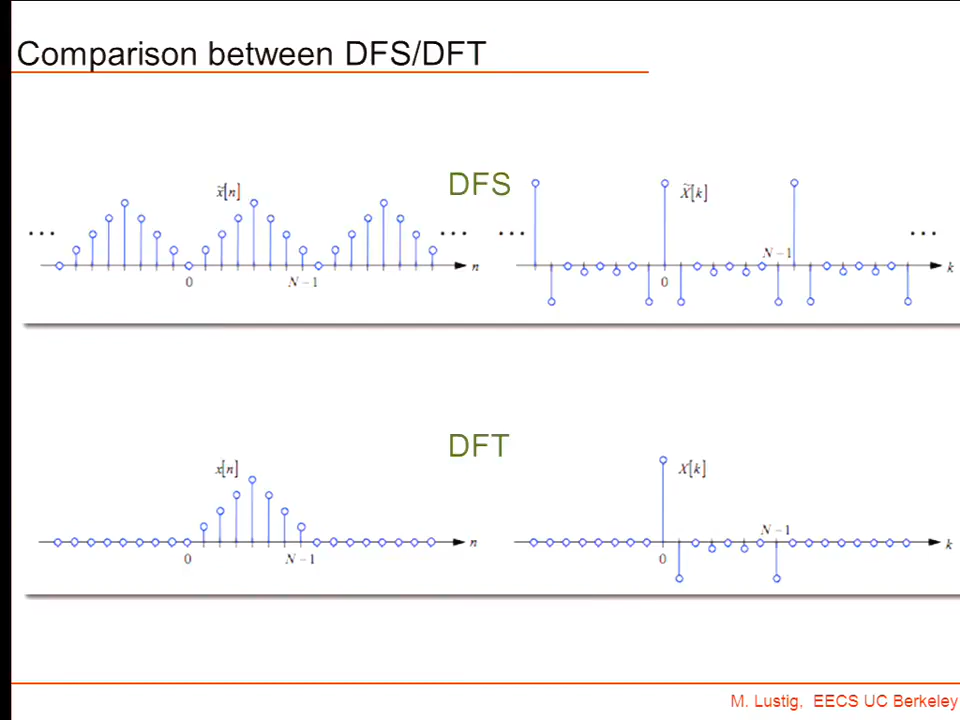 Comparison between DFS/DFT
DFS
x̃[n]
X̃[k]
... ... ... ...
N−1
n
k
0
N−1
0
DFT
x[n]
X[k]
N−1
n
k
0
N−1
0
M. Lustig, EECS UC Berkeley